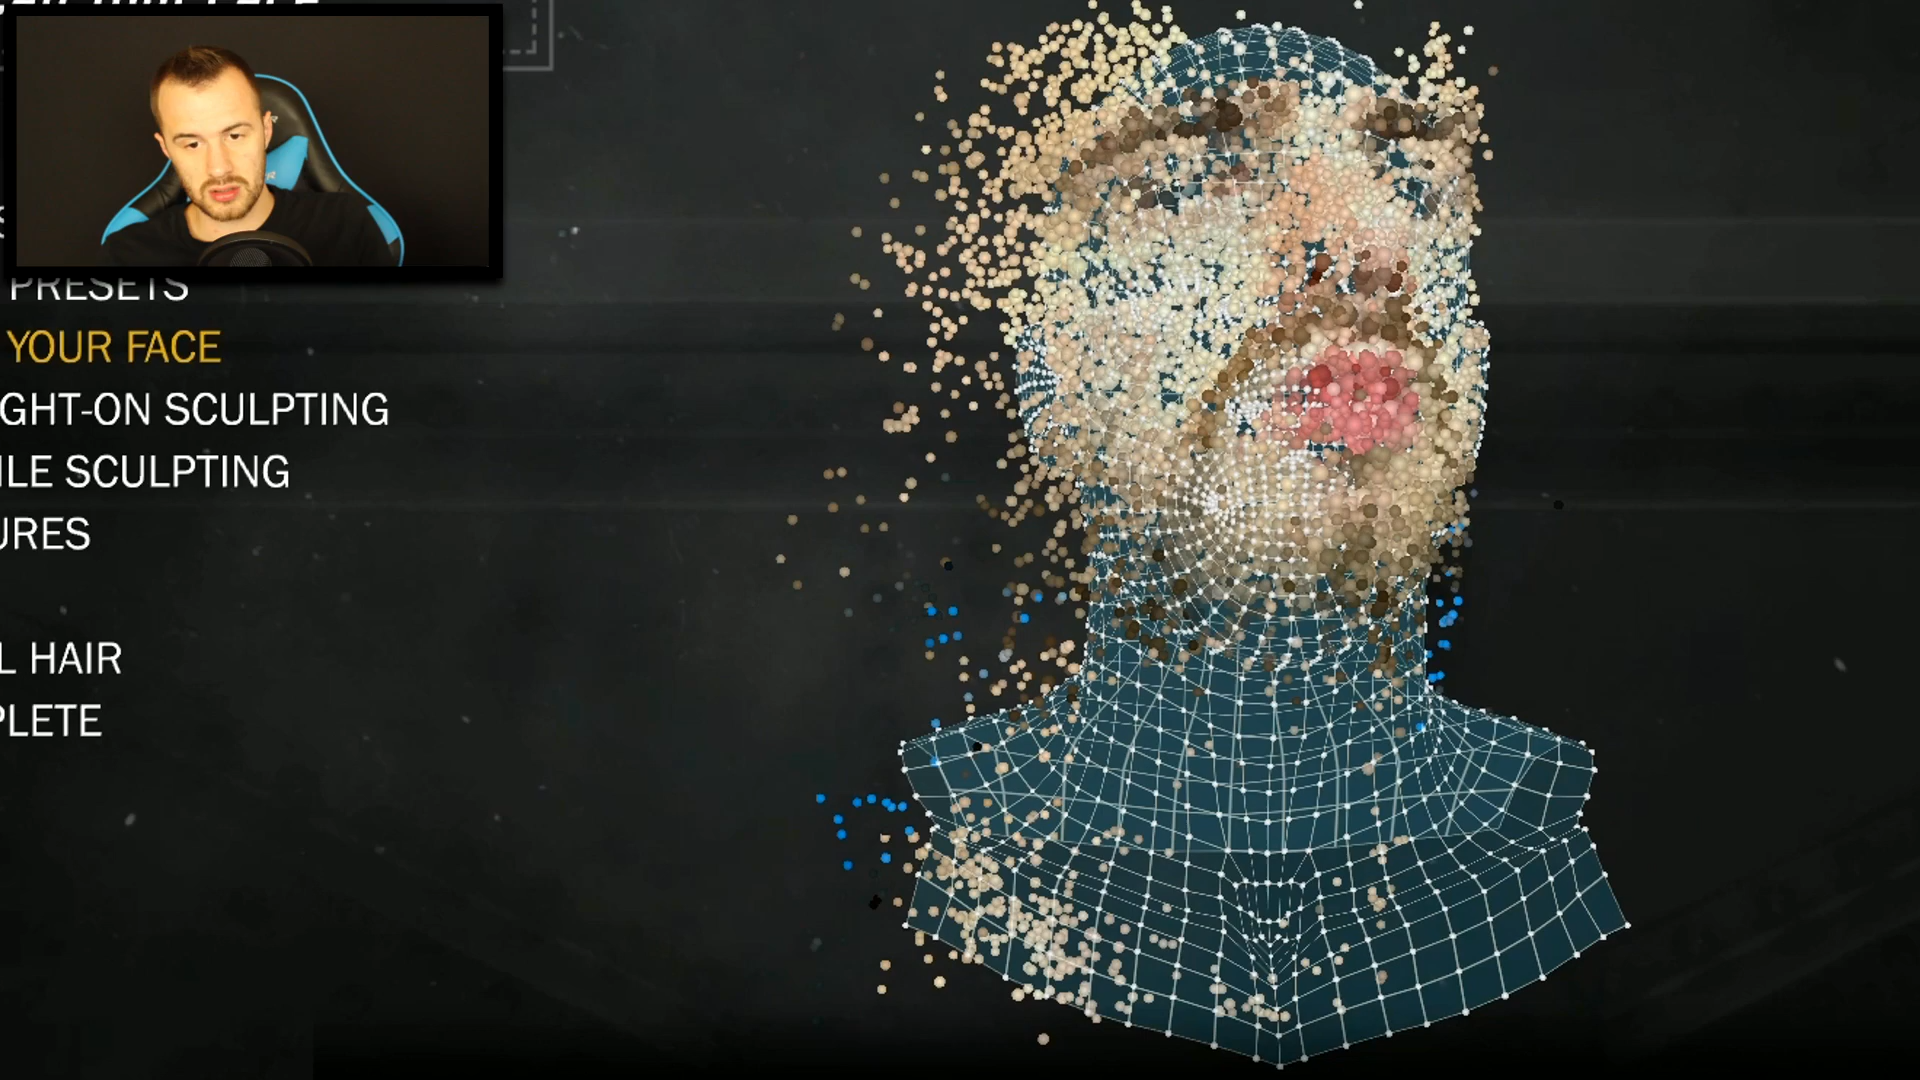 PRESETS
YOUR FACE
GHT-ON SCULPTING
ILE SCULPTING
URES
L HAIR
PLETE